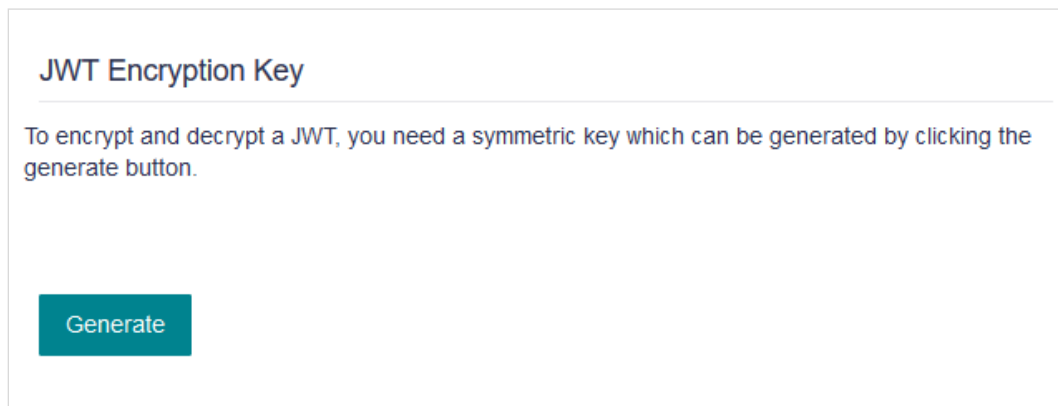 JWT Encryption Key
To encrypt and decrypt a JWT, you need a symmetric key which can be generated by clicking the
generate button.
Generate